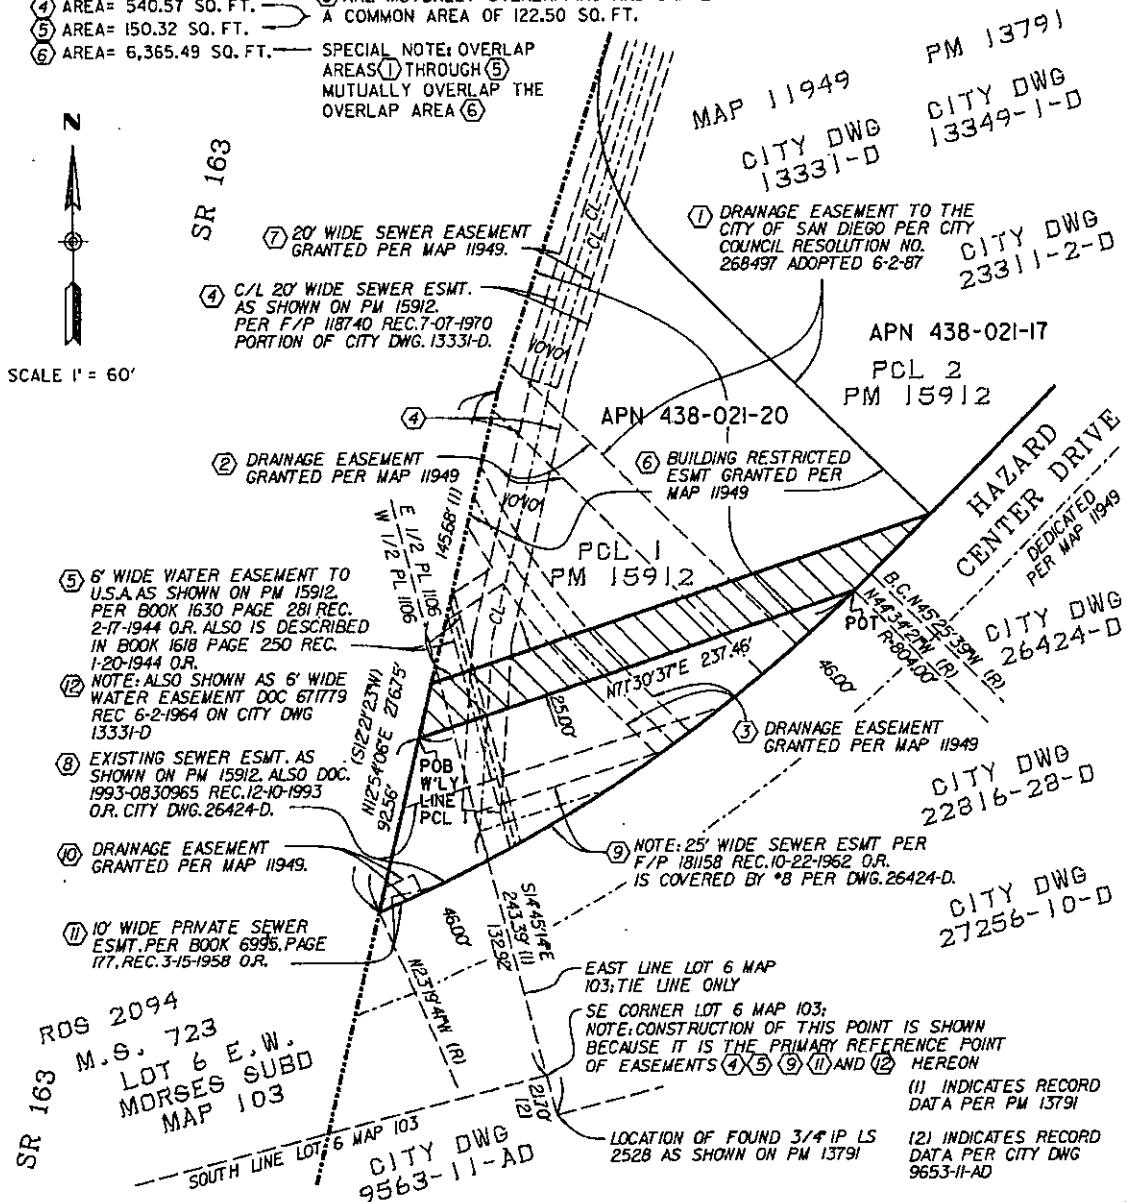 ④ AREA= 540.57 SQ. FT.
⑤ AREA= 150.32 SQ. FT.
A COMMON AREA OF 122.50 SQ. FT.
⑥ AREA= 6,365.49 SQ. FT.
SPECIAL NOTE: OVERLAP
AREAS ① THROUGH ⑤
MUTUALLY OVERLAP THE
OVERLAP AREA ⑥
N
SCALE 1" = 60'
SR 163
PM 13791
MAP 11949
CITY DWG
13349-1-D
CITY DWG
13331-D
① DRAINAGE EASEMENT TO THE
CITY OF SAN DIEGO PER CITY
COUNCIL RESOLUTION NO.
268497 ADOPTED 6-2-87
CITY DWG
23311-2-D
⑦ 20' WIDE SEWER EASEMENT
GRANTED PER MAP 11949.
④ C/L 20' WIDE SEWER ESMT.
AS SHOWN ON PM 15912.
PER F/P 118740 REC.7-07-1970
PORTION OF CITY DWG. 13331-D.
CL
CL
10'10'
APN 438-021-17
PCL 2
PM 15912
④
APN 438-021-20
② DRAINAGE EASEMENT
GRANTED PER MAP 11949
⑥ BUILDING RESTRICTED
ESMT GRANTED PER
MAP 11949
HAZARD
CENTER DRIVE
DEDICATED
PER MAP 11949
10'10'
145.68' (1)
E 1/2 PL 1106
W 1/2 PL 1106
PCL 1
PM 15912
⑤ 6' WIDE WATER EASEMENT TO
U.S.A. AS SHOWN ON PM 15912.
PER BOOK 1630 PAGE 281 REC.
2-17-1944 O.R. ALSO IS DESCRIBED
IN BOOK 1618 PAGE 250 REC.
1-20-1944 O.R.
⑫ NOTE: ALSO SHOWN AS 6' WIDE
WATER EASEMENT DOC 671779
REC 6-2-1964 ON CITY DWG
13331-D
CL
B.C. N45°25'39"W (R)
N44°34'21"W (R)
R=804.00'
POT
CITY DWG
26424-D
46.00'
N71°30'37"E 237.46'
25.00'
(S12°21'23"W)
N12°54'06"E 276.75'
92.56'
③ DRAINAGE EASEMENT
GRANTED PER MAP 11949
⑧ EXISTING SEWER ESMT. AS
SHOWN ON PM 15912. ALSO DOC.
1993-0830965 REC.12-10-1993
O.R. CITY DWG.26424-D.
POB
W'LY
LINE
PCL
CITY DWG
22816-28-D
⑩ DRAINAGE EASEMENT
GRANTED PER MAP 11949.
⑨ NOTE: 25' WIDE SEWER ESMT PER
F/P 181158 REC.10-22-1962 O.R.
IS COVERED BY #8 PER DWG.26424-D.
⑪ 10' WIDE PRIVATE SEWER
ESMT. PER BOOK 6995, PAGE
177, REC.3-15-1958 O.R.
46.00'
S14°45'14"E
243.39' (1)
132.92'
CITY DWG
27256-10-D
N23°19'41"W (R)
EAST LINE LOT 6 MAP
103; TIE LINE ONLY
ROS 2094
M.S. 723
LOT 6 E.W.
MORSES SUBD
MAP 103
SR 163
SE CORNER LOT 6 MAP 103;
NOTE: CONSTRUCTION OF THIS POINT IS SHOWN
BECAUSE IT IS THE PRIMARY REFERENCE POINT
OF EASEMENTS ④ ⑤ ⑨ ⑪ AND ⑫ HEREON
21.70'
(2)
(1) INDICATES RECORD
DATA PER PM 13791
SOUTH LINE LOT 6 MAP 103
CITY DWG
9563-11-AD
LOCATION OF FOUND 3/4" IP LS
2528 AS SHOWN ON PM 13791
(2) INDICATES RECORD
DATA PER CITY DWG
9653-11-AD